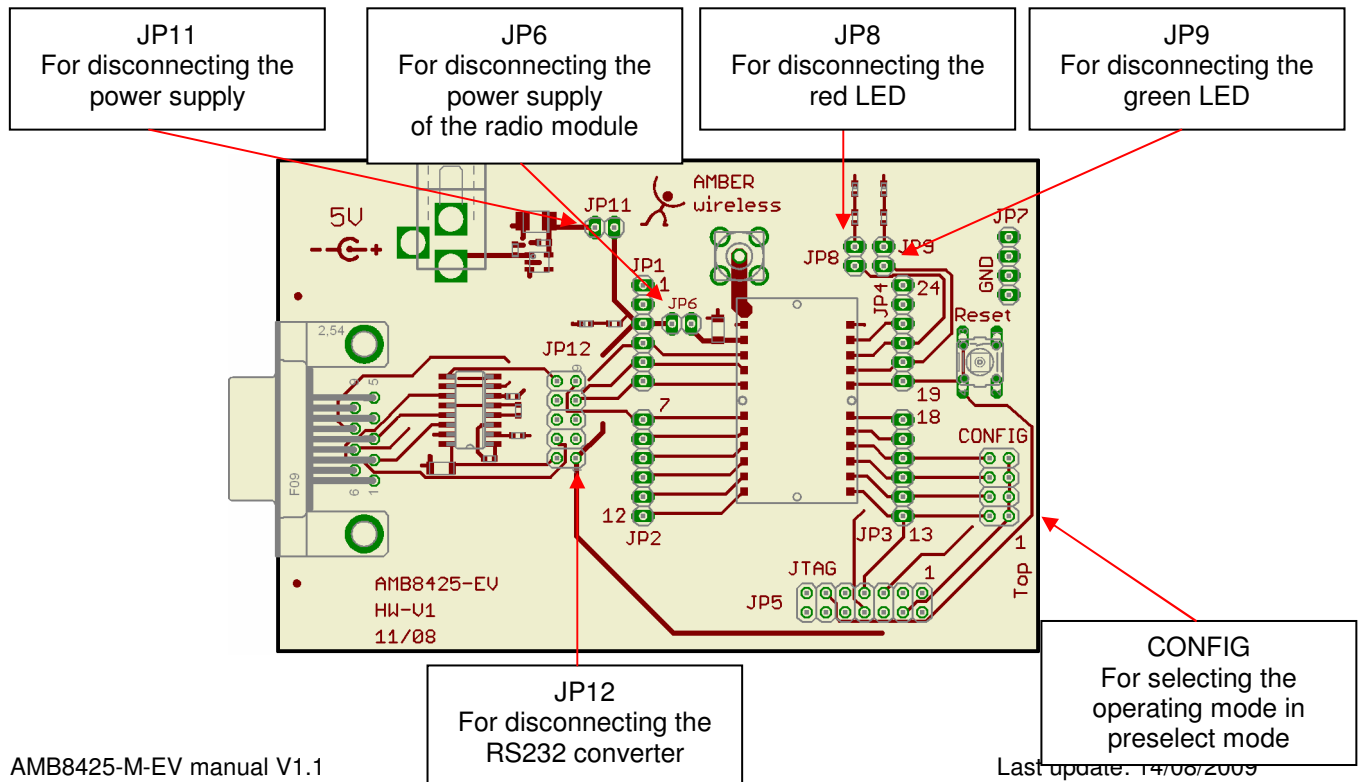 JP11
For disconnecting the
power supply
JP6
For disconnecting the
power supply
of the radio module
JP8
For disconnecting the
red LED
JP9
For disconnecting the
green LED
5V
JP11
AMBER
wireless
JP8
JP9
JP7
GND
JP1
1
JP6
JP4
24
Reset
2,54
JP12
9
5
19
7
18
CONFIG
F09
6
1
12
JP2
JP3
13
JTAG
1
JP5
Top 1
AMB8425-EV
HW-V1
11/08
JP12
For disconnecting the
RS232 converter
CONFIG
For selecting the
operating mode in
preselect mode
AMB8425-M-EV manual V1.1
Last update: 14/08/2009